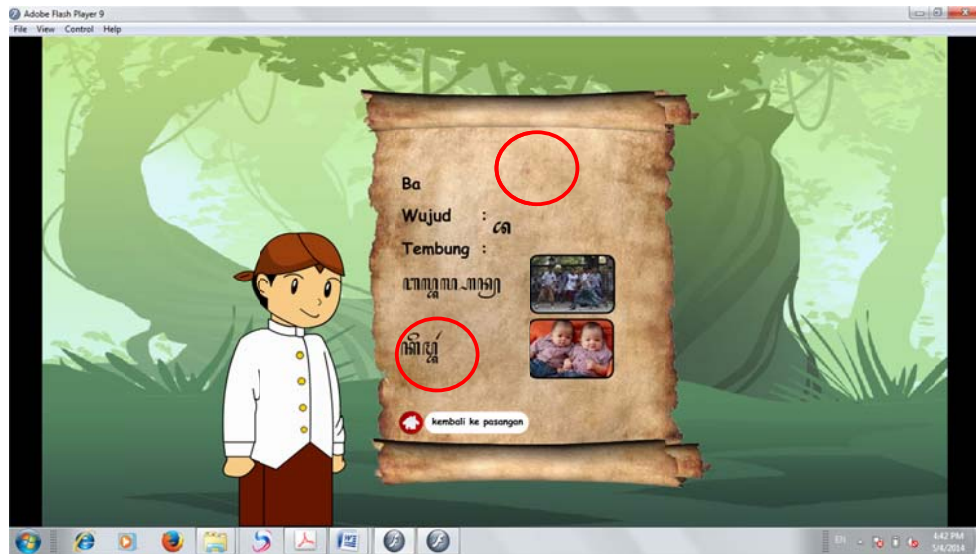 Adobe Flash Player 9
File View Control Help
Ba
Wujud :
Tembung :
kembali ke pasangan
EN
4:42 PM
5/4/2014